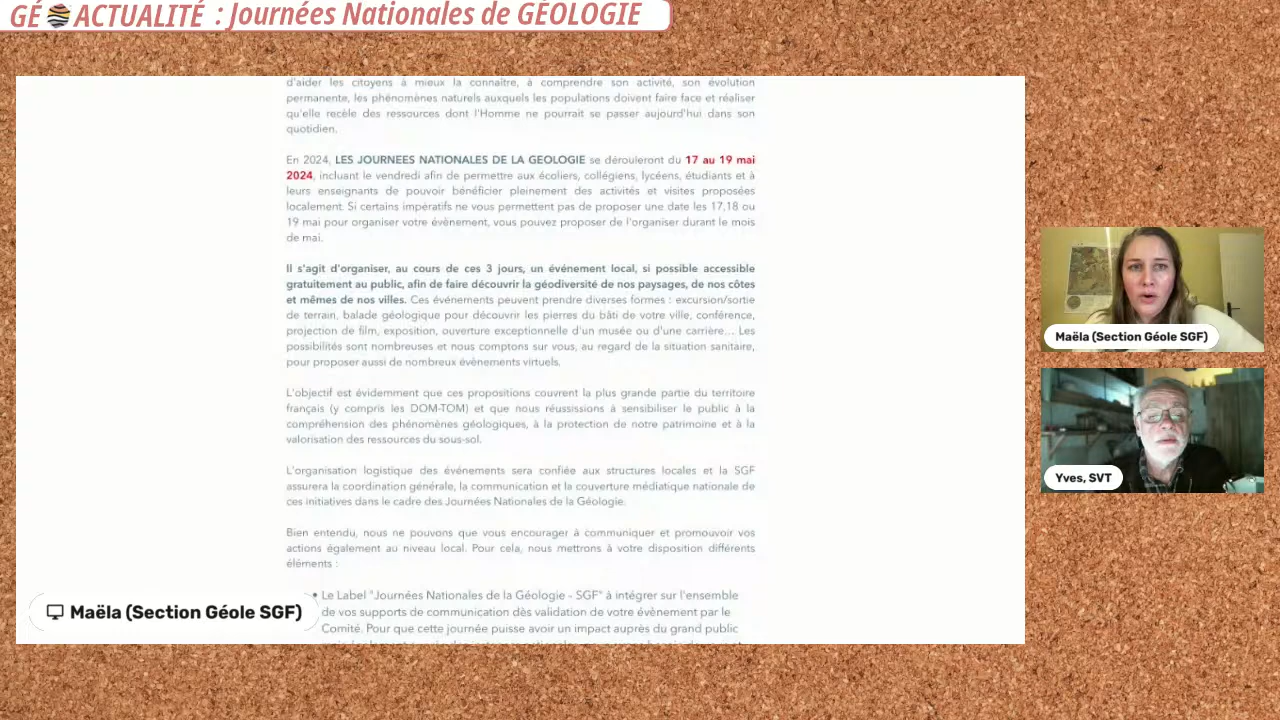 GÉ ACTUALITÉ : Journées Nationales de GÉOLOGIE
d'aider les citoyens à mieux la connaître, à comprendre son activité, son évolution
permanente, les phénomènes naturels auxquels les populations doivent faire face et réaliser
qu'elle recèle des ressources dont l'Homme ne pourrait se passer aujourd'hui dans son
quotidien.
En 2024, LES JOURNEES NATIONALES DE LA GEOLOGIE se dérouleront du 17 au 19 mai
2024, incluant le vendredi afin de permettre aux écoliers, collégiens, lycéens, étudiants et à
leurs enseignants de pouvoir bénéficier pleinement des activités et visites proposées
localement. Si certains impératifs ne vous permettent pas de proposer une date les 17,18 ou
19 mai pour organiser votre évènement, vous pouvez proposer de l'organiser durant le mois
de mai.
Il s'agit d'organiser, au cours de ces 3 jours, un événement local, si possible accessible
gratuitement au public, afin de faire découvrir la géodiversité de nos paysages, de nos côtes
et mêmes de nos villes. Ces événements peuvent prendre diverses formes : excursion/sortie
de terrain, balade géologique pour découvrir les pierres du bâti de votre ville, conférence,
projection de film, exposition, ouverture exceptionnelle d'un musée ou d'une carrière... Les
possibilités sont nombreuses et nous comptons sur vous, au regard de la situation sanitaire,
pour proposer aussi de nombreux évènements virtuels.
L'objectif est évidemment que ces propositions couvrent la plus grande partie du territoire
français (y compris les DOM-TOM) et que nous réussissions à sensibiliser le public à la
compréhension des phénomènes géologiques, à la protection de notre patrimoine et à la
valorisation des ressources du sous-sol.
L'organisation logistique des événements sera confiée aux structures locales et la SGF
assurera la coordination générale, la communication et la couverture médiatique nationale de
ces initiatives dans le cadre des Journées Nationales de la Géologie.
Bien entendu, nous ne pouvons que vous encourager à communiquer et promouvoir vos
actions également au niveau local. Pour cela, nous mettrons à votre disposition différents
éléments :
• Le Label "Journées Nationales de la Géologie - SGF" à intégrer sur l'ensemble
de vos supports de communication dès validation de votre évènement par le
Comité. Pour que cette journée puisse avoir un impact auprès du grand public
Maëla (Section Géole SGF)
Maëla (Section Géole SGF)
Yves, SVT